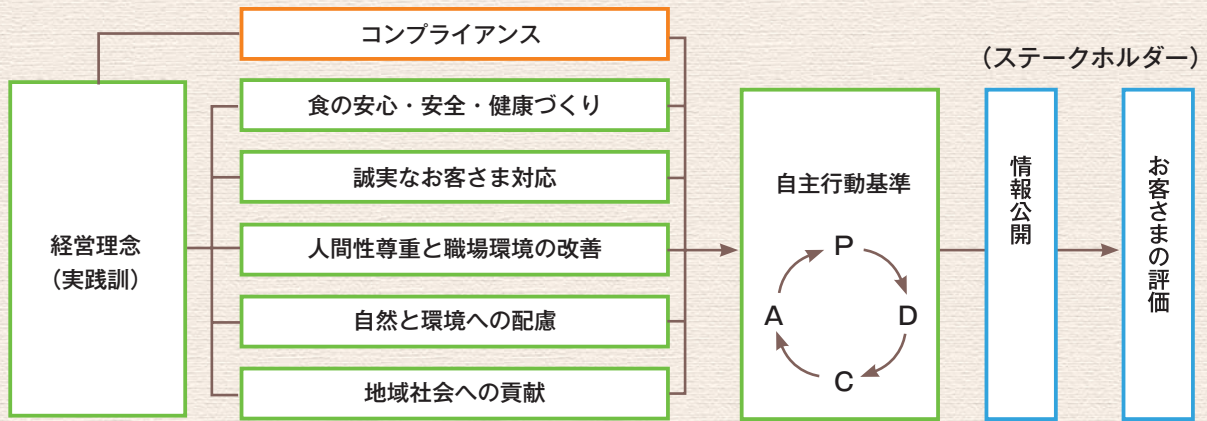 経営理念
(実践訓)
コンプライアンス
食の安心・安全・健康づくり
誠実なお客さま対応
人間性尊重と職場環境の改善
自然と環境への配慮
地域社会への貢献
自主行動基準
P
D
C
A
(ステークホルダー)
情報公開
お客さまの評価